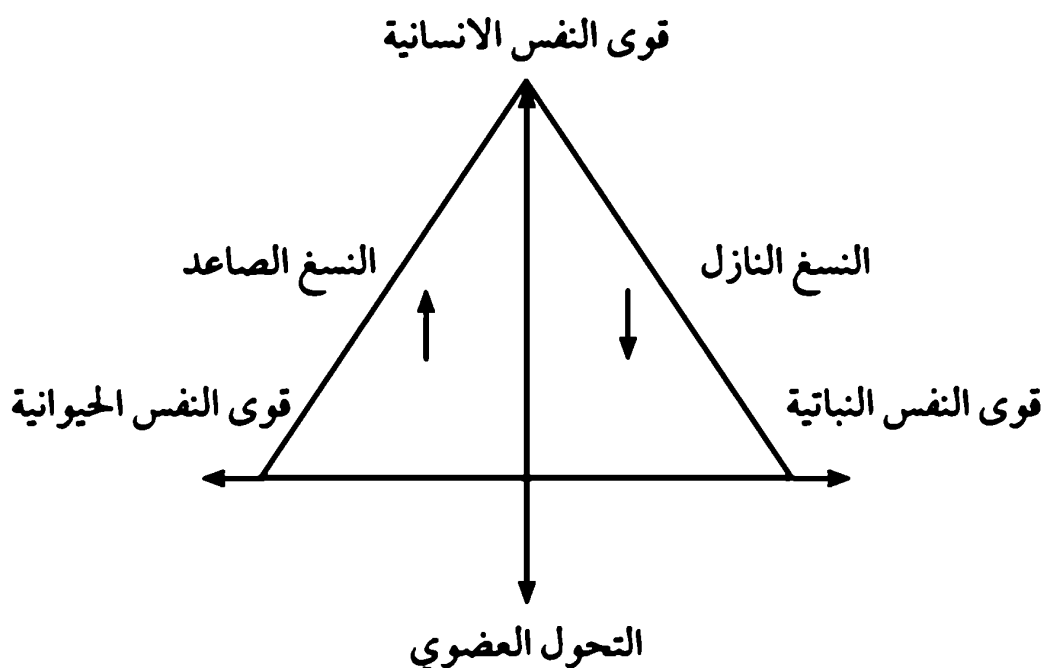 قوى النفس الانسانية
النسغ النازل
النسغ الصاعد
قوى النفس النباتية
قوى النفس الحيوانية
التحول العضوي